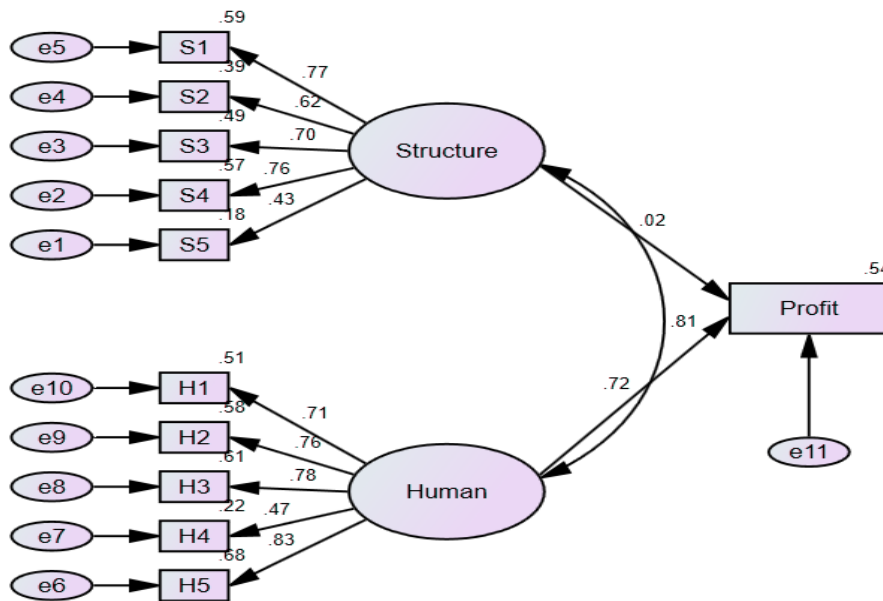 .59
e5 S1
.77
.39
e4 S2
.62
.49
e3 S3
.70
Structure
.57
.76
e2 S4
.43
.18
e1 S5
.02
.54
Profit
.81
.51
e10 H1
.72
.71
.58
e9 H2
.76
.61
e8 H3
.78
Human
e11
.22
.47
e7 H4
.83
.68
e6 H5